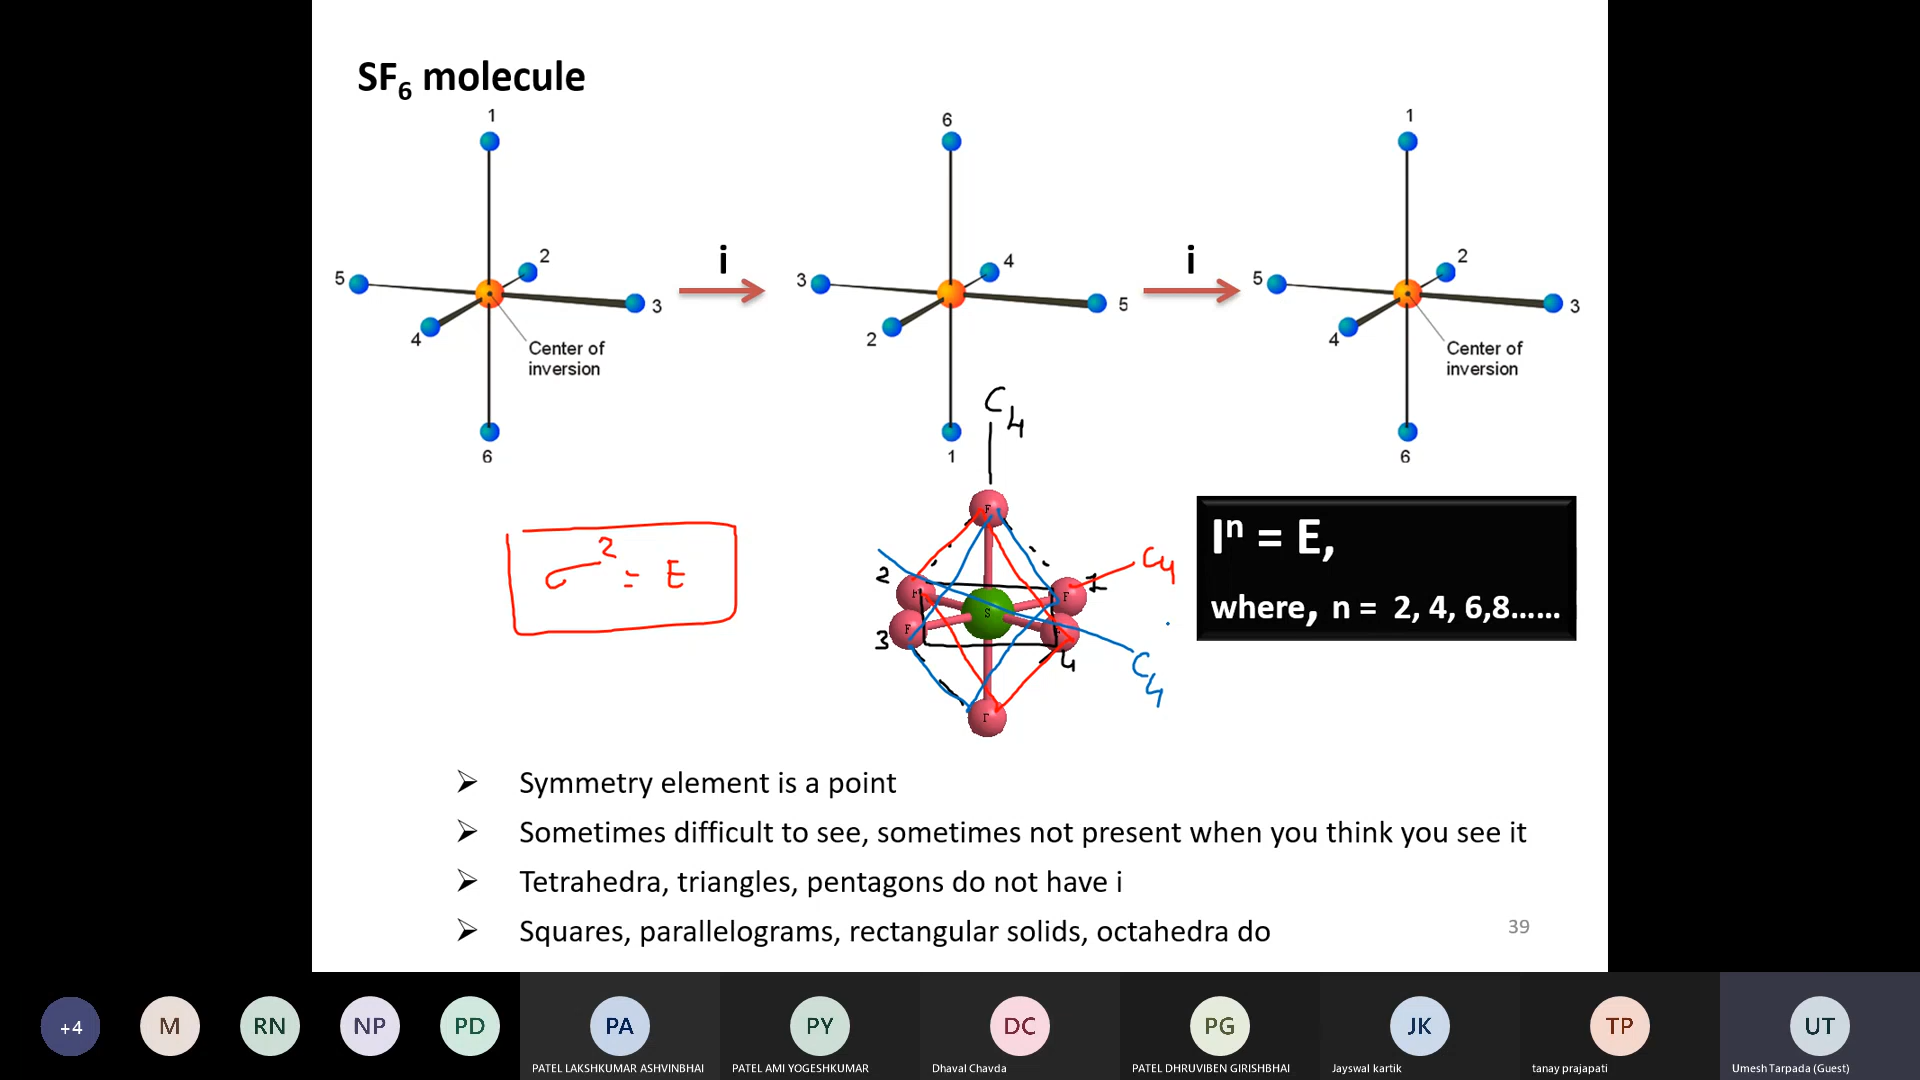 SF6 molecule
1
6
1
i
i
5
2
3
4
Center of
inversion
6
3
4
5
2
1
5
2
3
4
Center of
inversion
6
C4
σ² = E
2
1
C4
3
4
C4
F
F
F
F
S
F
Iⁿ = E,
where, n = 2, 4, 6,8......
➢ Symmetry element is a point
➢ Sometimes difficult to see, sometimes not present when you think you see it
➢ Tetrahedra, triangles, pentagons do not have i
➢ Squares, parallelograms, rectangular solids, octahedra do
39
+4
M
RN
NP
PD
PA
PY
DC
PG
JK
TP
UT
PATEL LAKSHKUMAR ASHVINBHAI
PATEL AMI YOGESHKUMAR
Dhaval Chavda
PATEL DHRUVIBEN GIRISHBHAI
Jayswal kartik
tanay prajapati
Umesh Tarpada (Guest)